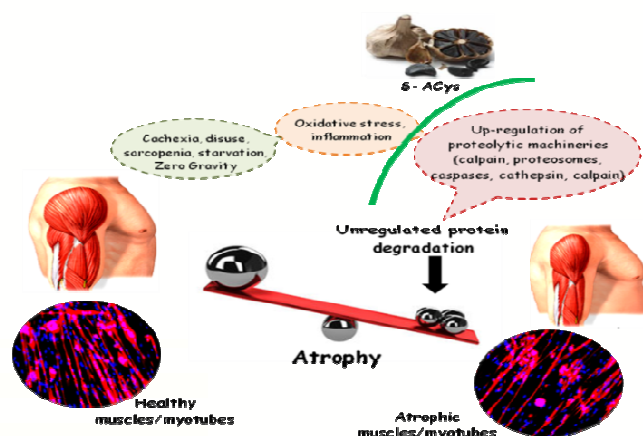 S- ACys
Oxidative stress,
inflammation
Cachexia, disuse,
sarcopenia, starvation,
Zero Gravity
Up-regulation of
proteolytic machineries
(calpain, proteosomes,
caspases, cathepsin, calpain)
Unregulated protein
degradation
Atrophy
Healthy
muscles/myotubes
Atrophic
muscles/myotubes